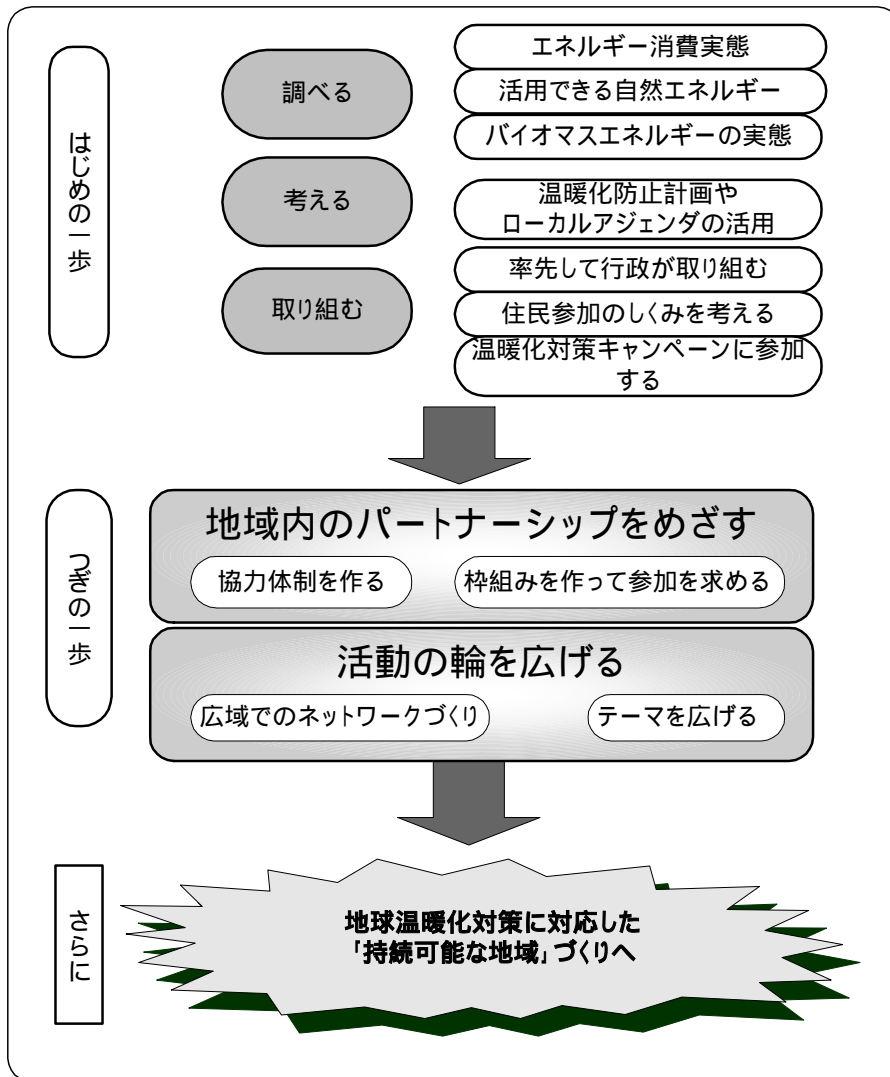 はじめの一歩
調べる
エネルギー消費実態
活用できる自然エネルギー
バイオマスエネルギーの実態
考える
温暖化防止計画や
ローカルアジェンダの活用
取り組む
率先して行政が取り組む
住民参加のしくみを考える
温暖化対策キャンペーンに参加
する
つぎの一歩
地域内のパートナーシップをめざす
協力体制を作る
枠組みを作って参加を求める
活動の輪を広げる
広域でのネットワークづくり
テーマを広げる
さらに
地球温暖化対策に対応した
「持続可能な地域」づくりへ